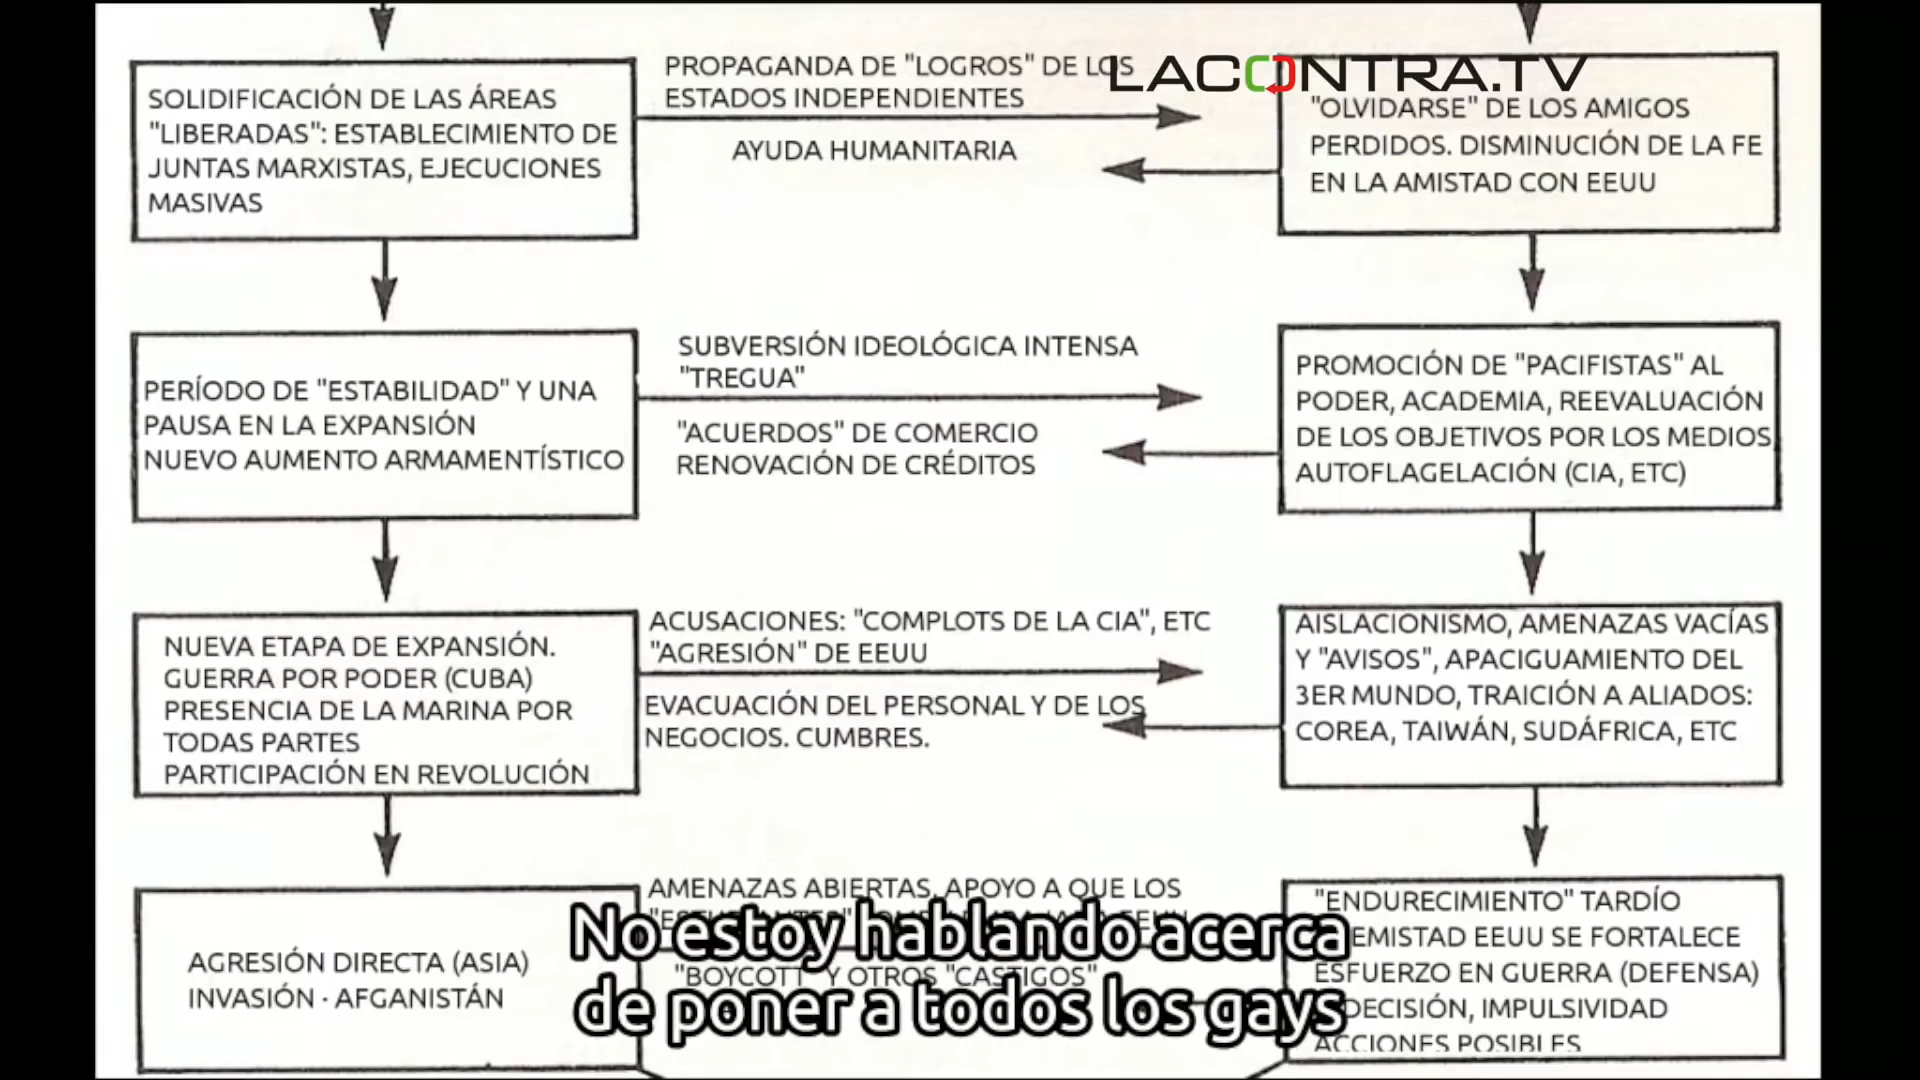 LACONTRA.TV
SOLIDIFICACIÓN DE LAS ÁREAS
"LIBERADAS": ESTABLECIMIENTO DE
JUNTAS MARXISTAS, EJECUCIONES
MASIVAS
PROPAGANDA DE "LOGROS" DE LOS
ESTADOS INDEPENDIENTES
AYUDA HUMANITARIA
"OLVIDARSE" DE LOS AMIGOS
PERDIDOS. DISMINUCIÓN DE LA FE
EN LA AMISTAD CON EEUU
PERÍODO DE "ESTABILIDAD" Y UNA
PAUSA EN LA EXPANSIÓN
NUEVO AUMENTO ARMAMENTÍSTICO
SUBVERSIÓN IDEOLÓGICA INTENSA
"TREGUA"
"ACUERDOS" DE COMERCIO
RENOVACIÓN DE CRÉDITOS
PROMOCIÓN DE "PACIFISTAS" AL
PODER, ACADEMIA, REEVALUACIÓN
DE LOS OBJETIVOS POR LOS MEDIOS
AUTOFLAGELACIÓN (CIA, ETC)
NUEVA ETAPA DE EXPANSIÓN.
GUERRA POR PODER (CUBA)
PRESENCIA DE LA MARINA POR
TODAS PARTES
PARTICIPACIÓN EN REVOLUCIÓN
ACUSACIONES: "COMPLOTS DE LA CIA", ETC
"AGRESIÓN" DE EEUU
EVACUACIÓN DEL PERSONAL Y DE LOS
NEGOCIOS. CUMBRES.
AISLACIONISMO, AMENAZAS VACÍAS
Y "AVISOS", APACIGUAMIENTO DEL
3ER MUNDO, TRAICIÓN A ALIADOS:
COREA, TAIWÁN, SUDÁFRICA, ETC
AGRESIÓN DIRECTA (ASIA)
INVASIÓN · AFGANISTÁN
AMENAZAS ABIERTAS, APOYO A QUE LOS
"BOYCOTT" Y OTROS "CASTIGOS"
"ENDURECIMIENTO" TARDÍO
EEUU SE FORTALECE
ESFUERZO EN GUERRA (DEFENSA)
IMPULSIVIDAD
ACCIONES POSIBLES
No estoy hablando acerca
de poner a todos los gays